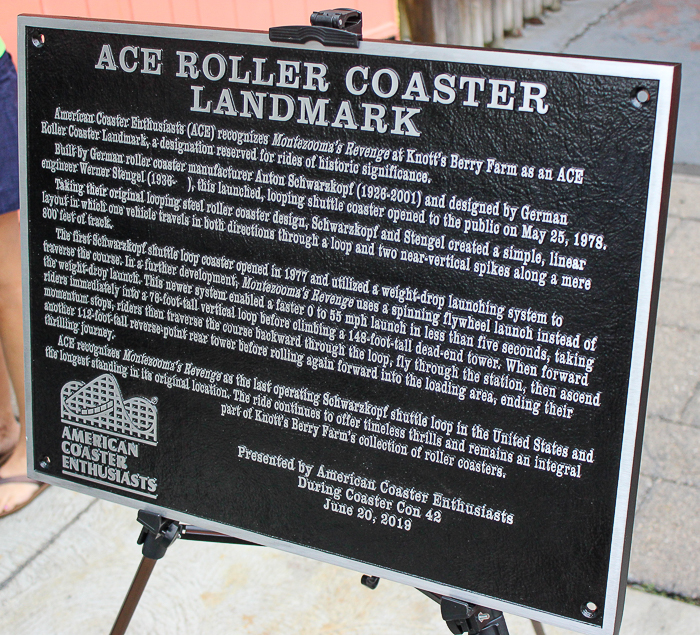 ACE ROLLER COASTER
LANDMARK
American Coaster Enthusiasts (ACE) recognizes Montezooma's Revenge at Knott's Berry Farm as an ACE
Roller Coaster Landmark, a designation reserved for rides of historic significance.
Built by German roller coaster manufacturer Anton Schwarzkopf (1926-2001) and designed by German
engineer Werner Stengel (1936- ), this launched, looping shuttle coaster opened to the public on May 25, 1978.
Taking their original looping steel roller coaster design, Schwarzkopf and Stengel created a simple, linear
layout in which one vehicle travels in both directions through a loop and two near-vertical spikes along a mere
800 feet of track.
The first Schwarzkopf shuttle loop coaster opened in 1977 and utilized a weight-drop launching system to
traverse the course. In a further development, Montezooma's Revenge uses a spinning flywheel launch instead of
the weight-drop launch. This newer system enabled a faster 0 to 55 mph launch in less than five seconds, taking
riders immediately into a 76-foot-tall vertical loop before climbing a 148-foot-tall dead-end tower. When forward
momentum stops, riders then traverse the course backward through the loop, fly through the station, then ascend
another 112-foot-tall reverse-point rear tower before rolling again forward into the loading area, ending their
thrilling journey.
ACE recognizes Montezooma's Revenge as the last operating Schwarzkopf shuttle loop in the United States and
the longest standing in its original location. The ride continues to offer timeless thrills and remains an integral
part of Knott's Berry Farm's collection of roller coasters.
AMERICAN
COASTER
ENTHUSIASTS
Presented by American Coaster Enthusiasts
During Coaster Con 42
June 20, 2019